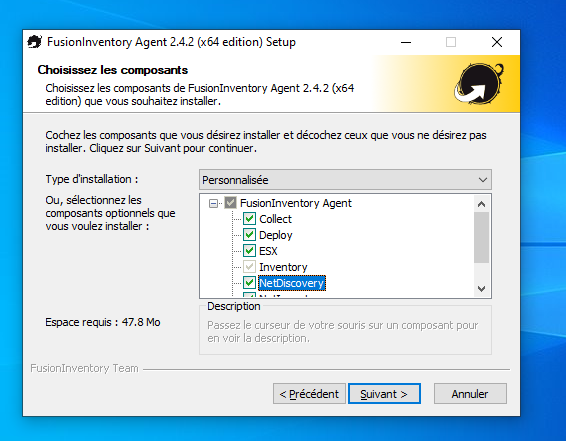 FusionInventory Agent 2.4.2 (x64 edition) Setup
Choisissez les composants
Choisissez les composants de FusionInventory Agent 2.4.2 (x64
edition) que vous souhaitez installer.
Cochez les composants que vous désirez installer et décochez ceux que vous ne désirez pas
installer. Cliquez sur Suivant pour continuer.
Type d'installation :
Personnalisée
Ou, sélectionnez les
composants optionnels que
vous voulez installer :
FusionInventory Agent
Collect
Deploy
ESX
Inventory
NetDiscovery
Espace requis : 47.8 Mo
Description
Passez le curseur de votre souris sur un composant pour
en voir la description.
FusionInventory Team
< Précédent
Suivant >
Annuler